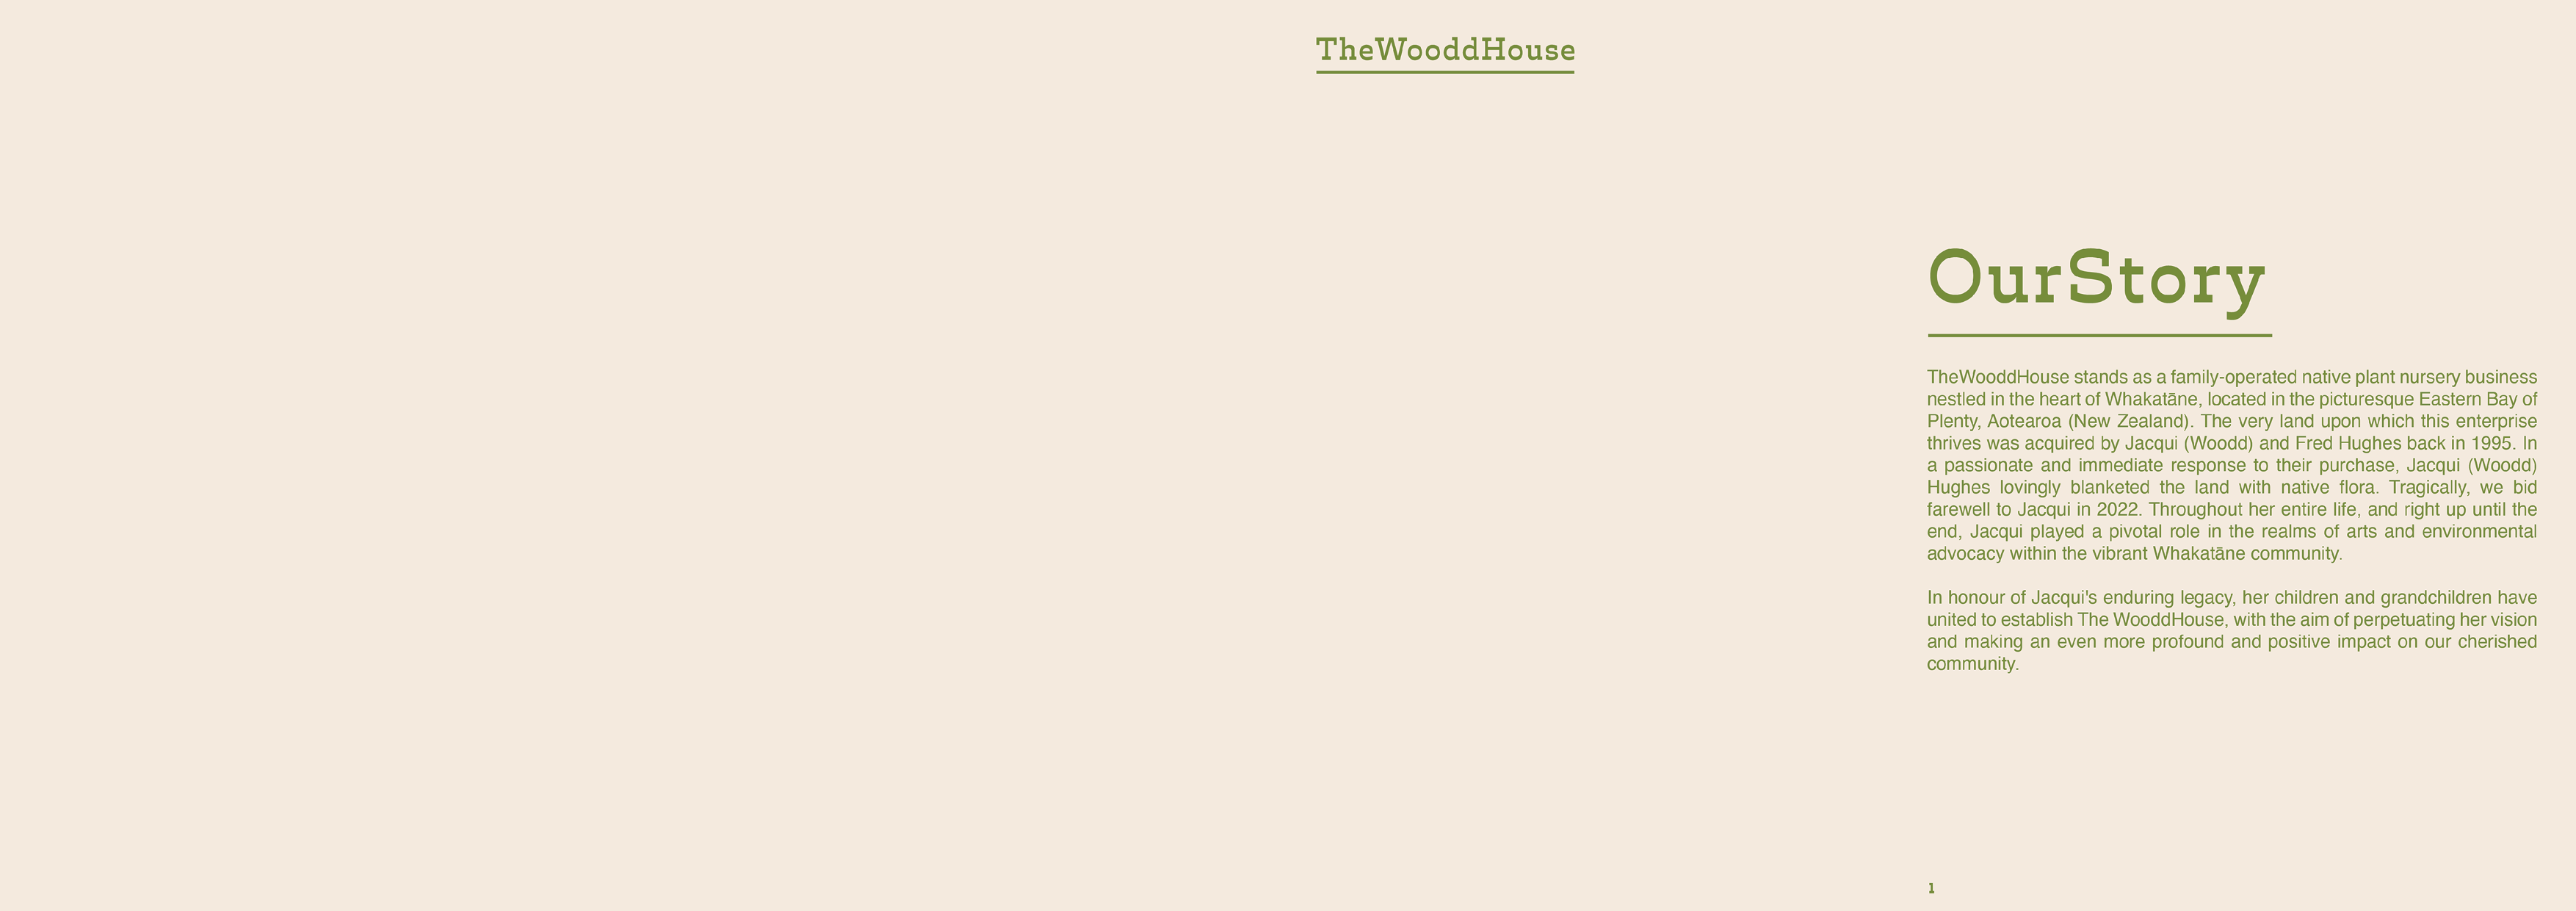 TheWooddHouse
OurStory
TheWooddHouse stands as a family-operated native plant nursery business
nestled in the heart of Whakatāne, located in the picturesque Eastern Bay of
Plenty, Aotearoa (New Zealand). The very land upon which this enterprise
thrives was acquired by Jacqui (Woodd) and Fred Hughes back in 1995. In
a passionate and immediate response to their purchase, Jacqui (Woodd)
Hughes lovingly blanketed the land with native flora. Tragically, we bid
farewell to Jacqui in 2022. Throughout her entire life, and right up until the
end, Jacqui played a pivotal role in the realms of arts and environmental
advocacy within the vibrant Whakatāne community.
In honour of Jacqui's enduring legacy, her children and grandchildren have
united to establish The WooddHouse, with the aim of perpetuating her vision
and making an even more profound and positive impact on our cherished
community.
1